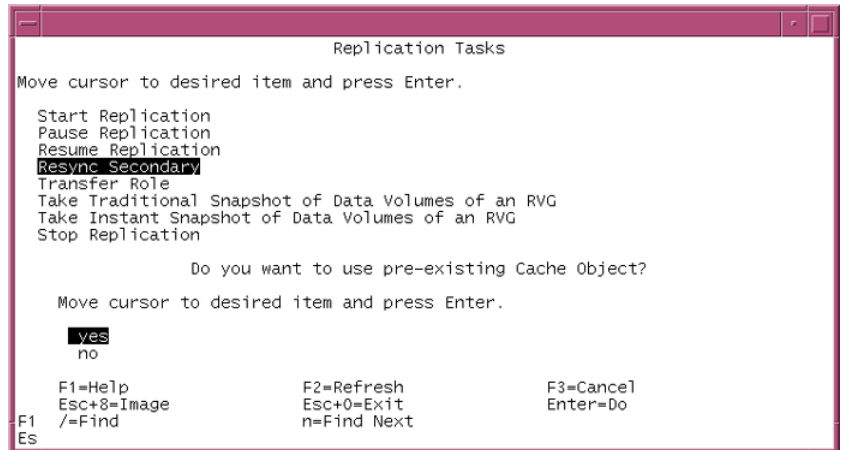 Replication Tasks
Move cursor to desired item and press Enter.
Start Replication
Pause Replication
Resume Replication
Resync Secondary
Transfer Role
Take Traditional Snapshot of Data Volumes of an RVG
Take Instant Snapshot of Data Volumes of an RVG
Stop Replication
Do you want to use pre-existing Cache Object?
Move cursor to desired item and press Enter.
yes
no
F1=Help F2=Refresh F3=Cancel
Esc+8=Image Esc+0=Exit Enter=Do
F1 /=Find n=Find Next
Es